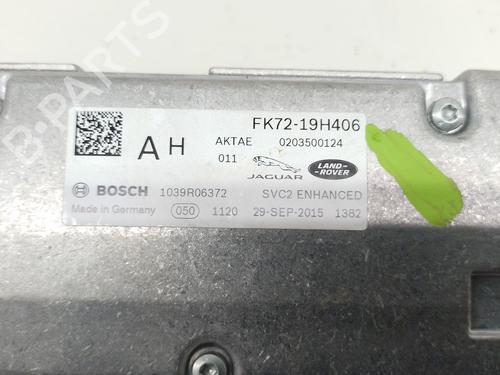 FK72-19H406
A H
AKTAE 0203500124
011
JAGUAR
LAND-ROVER
BOSCH 1039R06372 SVC2 ENHANCED
Made in Germany 050 1120 29-SEP-2015 1382
B-PARTS